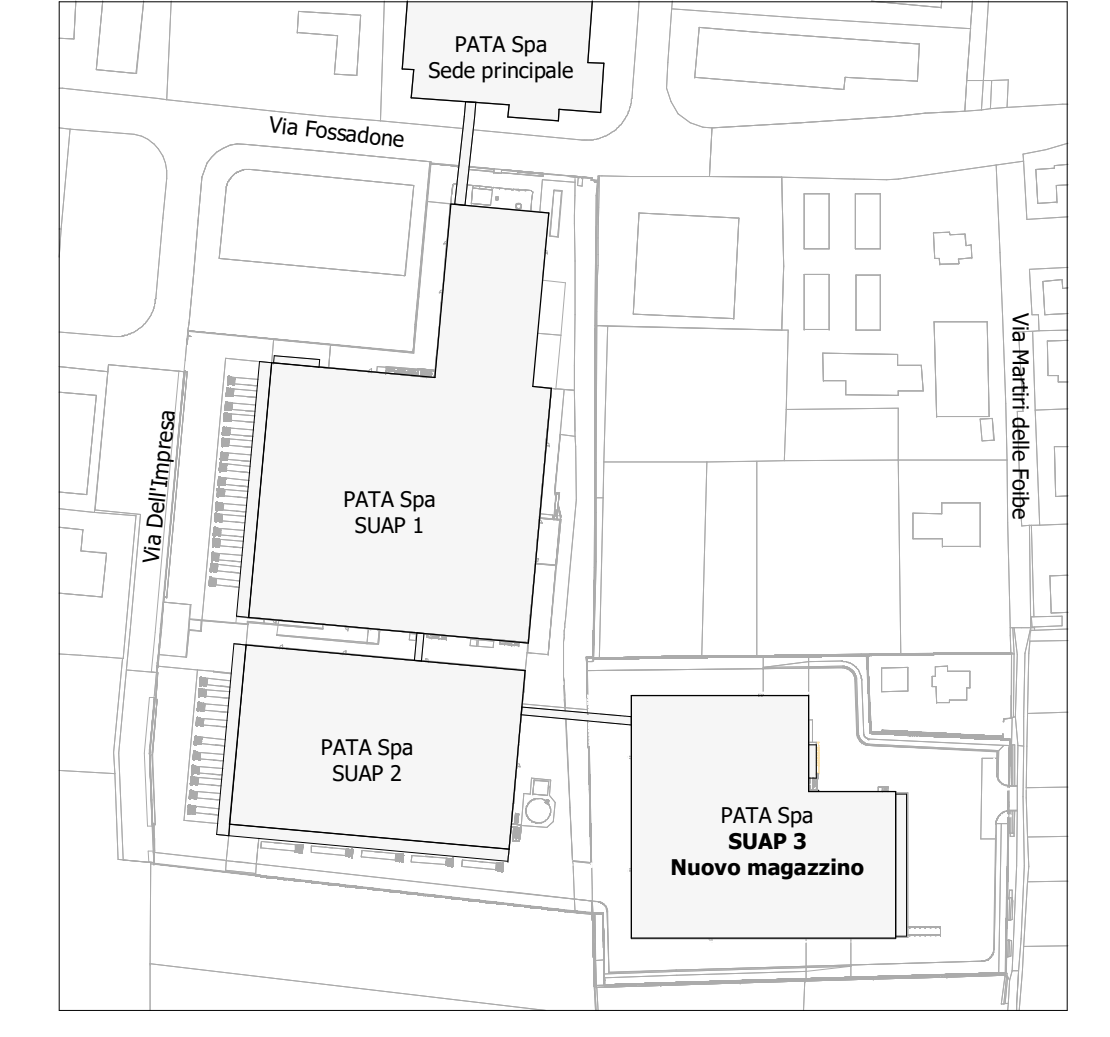 PATA Spa
Sede principale
Via Fossadone
Via Martiri delle Foibe
Via Dell'Impresa
PATA Spa
SUAP 1
PATA Spa
SUAP 2
PATA Spa
SUAP 3
Nuovo magazzino